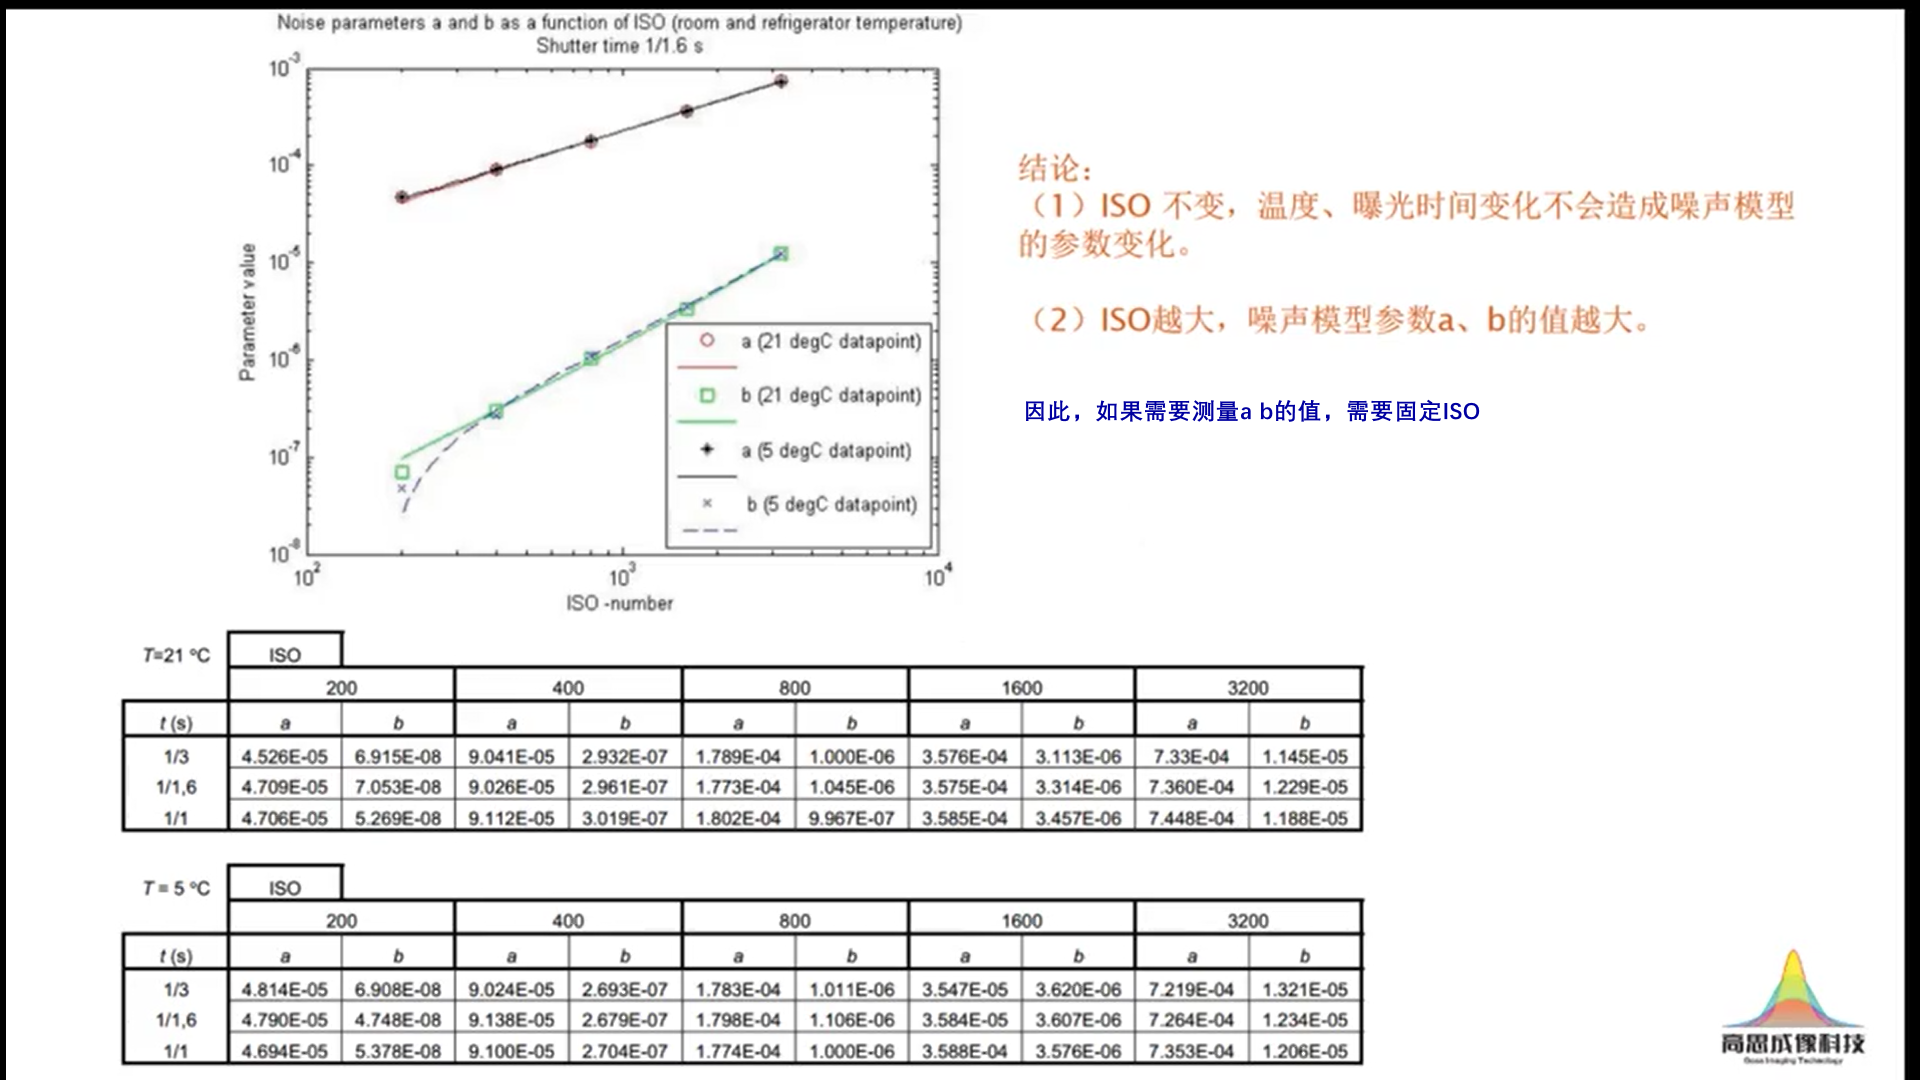 Noise parameters a and b as a function of ISO (room and refrigerator temperature)
Shutter time 1/1.6 s
10-3
10-4
10-5
10-6
10-7
10-8
Parameter value
102
103
104
ISO -number
a (21 degC datapoint)
b (21 degC datapoint)
a (5 degC datapoint)
b (5 degC datapoint)
结论：
（1）ISO 不变，温度、曝光时间变化不会造成噪声模型
的参数变化。
（2）ISO越大，噪声模型参数a、b的值越大。
因此，如果需要测量a b的值，需要固定ISO
T=21 °C ISO
200 400 800 1600 3200
t (s) a b a b a b a b a b
1/3 4.526E-05 6.915E-08 9.041E-05 2.932E-07 1.789E-04 1.000E-06 3.576E-04 3.113E-06 7.33E-04 1.145E-05
1/1,6 4.709E-05 7.053E-08 9.026E-05 2.961E-07 1.773E-04 1.045E-06 3.575E-04 3.314E-06 7.360E-04 1.229E-05
1/1 4.706E-05 5.269E-08 9.112E-05 3.019E-07 1.802E-04 9.967E-07 3.585E-04 3.457E-06 7.448E-04 1.188E-05
T = 5 °C ISO
200 400 800 1600 3200
t (s) a b a b a b a b a b
1/3 4.814E-05 6.908E-08 9.024E-05 2.693E-07 1.783E-04 1.011E-06 3.547E-05 3.620E-06 7.219E-04 1.321E-05
1/1,6 4.790E-05 4.748E-08 9.138E-05 2.679E-07 1.798E-04 1.106E-06 3.584E-05 3.607E-06 7.264E-04 1.234E-05
1/1 4.694E-05 5.378E-08 9.100E-05 2.704E-07 1.774E-04 1.000E-06 3.588E-04 3.576E-06 7.353E-04 1.206E-05
高思成像科技
Goss Imaging Technology